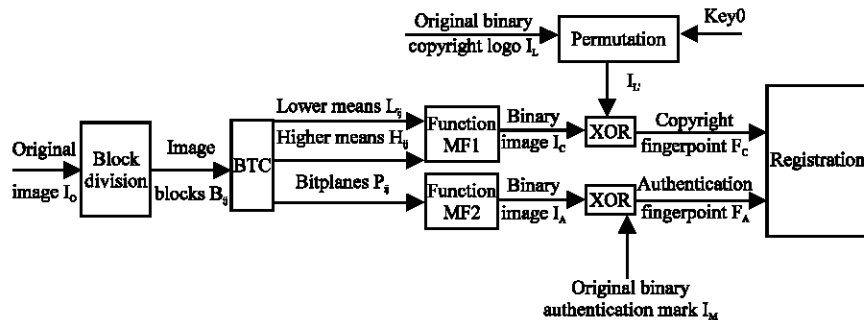 Original binary
copyright logo I_L
Permutation
Key0
I_L'
Original
image I_O
Block
division
Image
blocks B_ij
BTC
Lower means L_ij
Higher means H_ij
Bitplanes P_ij
Function
MF1
Function
MF2
Binary
image I_C
Binary
image I_A
XOR
XOR
Copyright
fingerpoint F_C
Authentication
fingerpoint F_A
Registration
Original binary
authentication mark I_M